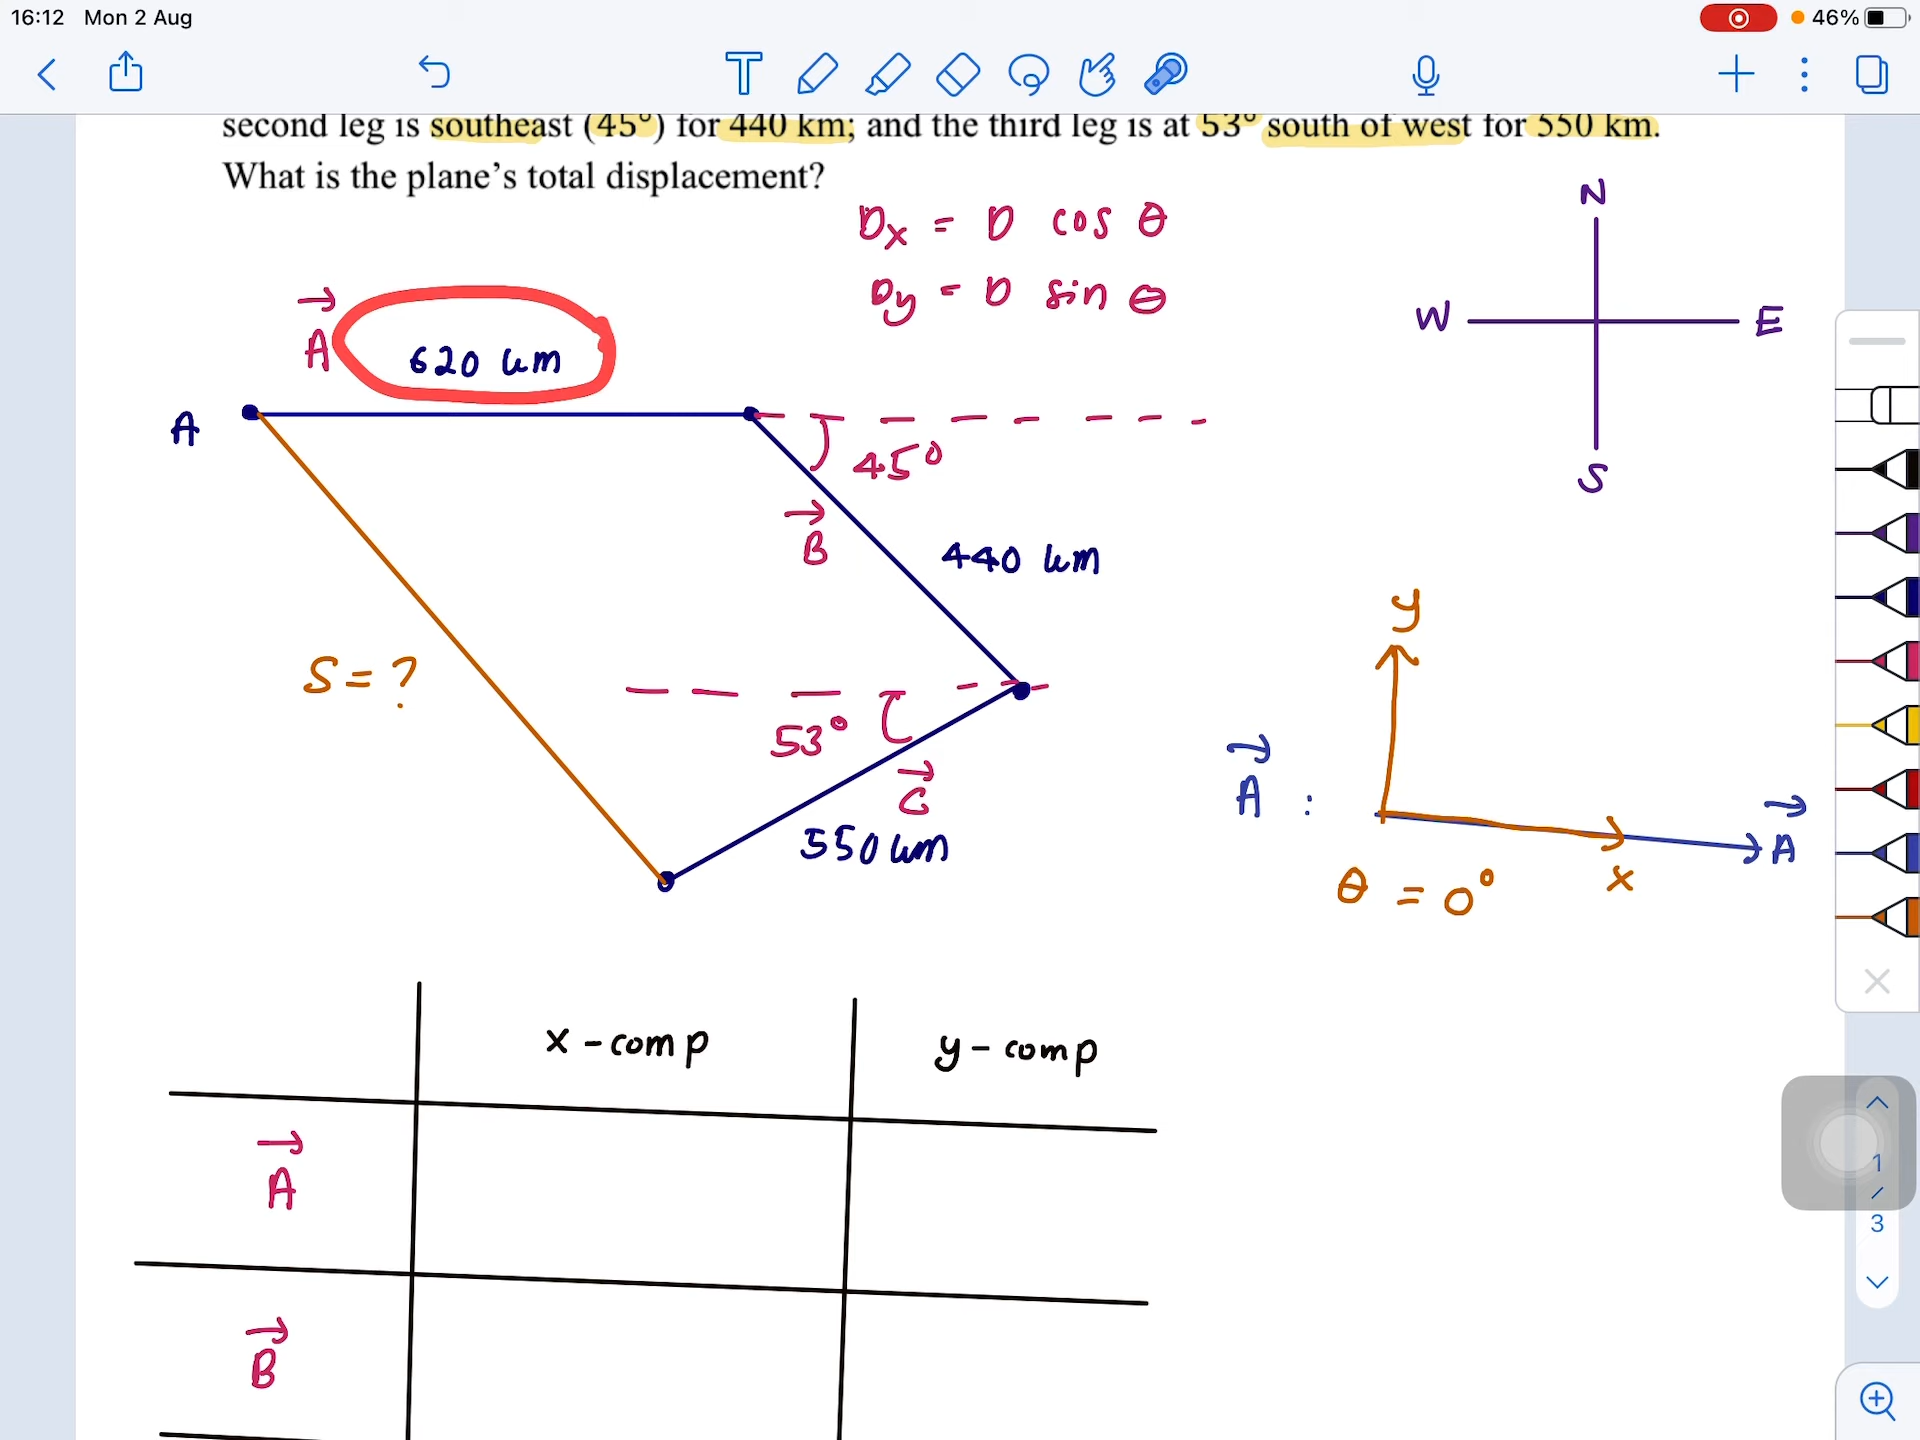 16:12 Mon 2 Aug
46%
second leg is southeast (45º) for 440 km; and the third leg is at 53º south of west for 550 km.
What is the plane's total displacement?
Dx = D cos θ
Dy = D sin θ
N
W E
S
A
620 km
A
45°
B
440 km
S = ?
53°
C
550 km
y
A :
A
x
θ = 0°
x - comp y - comp
A
B
1
/
3